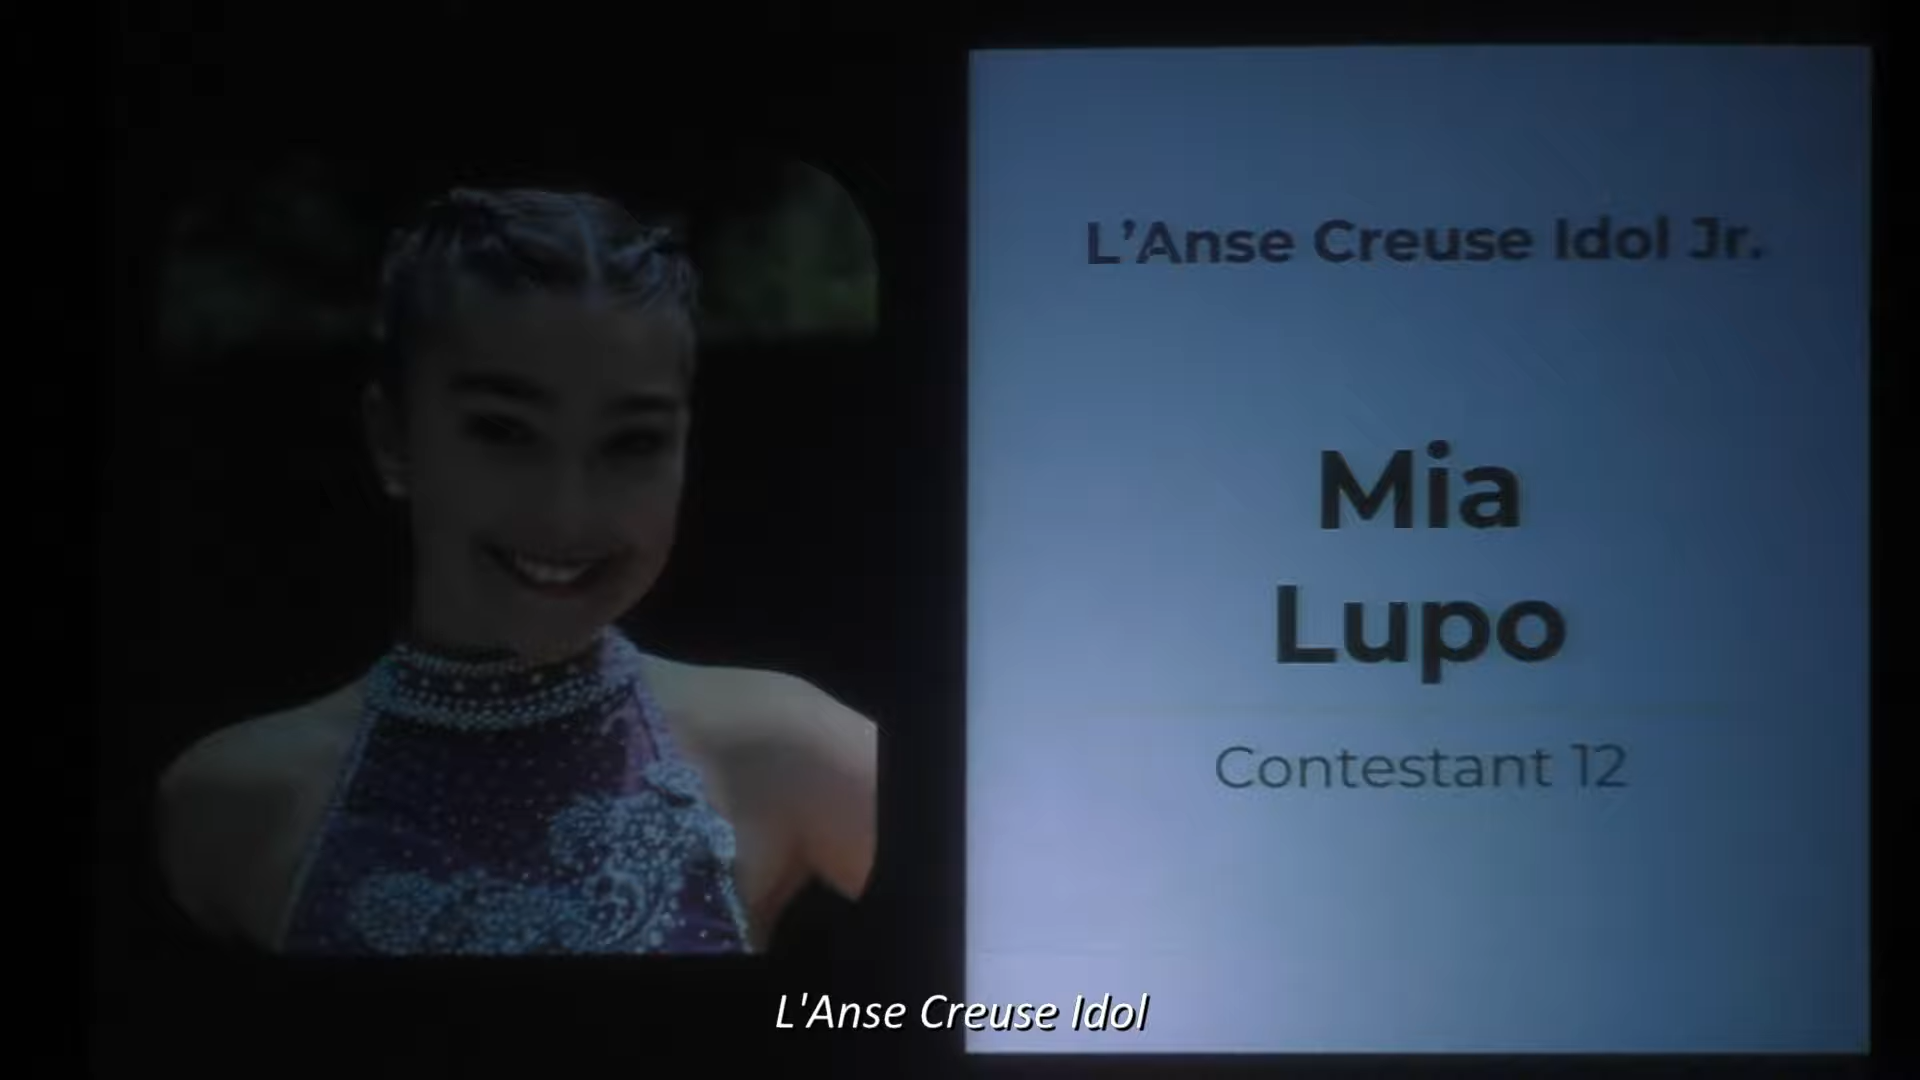 L'Anse Creuse Idol Jr.
Mia
Lupo
Contestant 12
L'Anse Creuse Idol